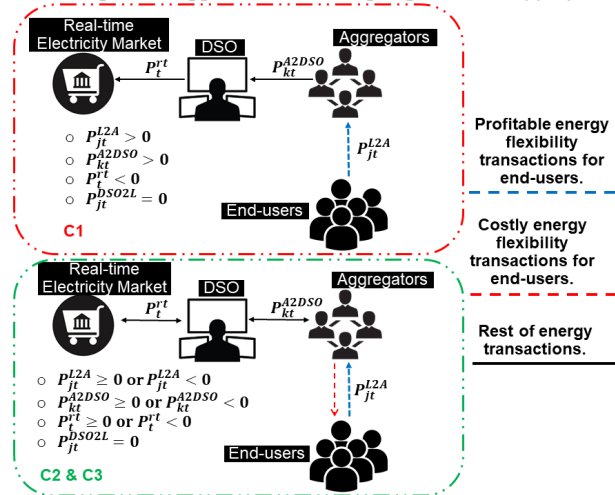 Real-time
Electricity Market
DSO
Aggregators
P_t^{rt}
P_{kt}^{A2DSO}
○ P_{jt}^{L2A} > 0
○ P_{kt}^{A2DSO} > 0
○ P_t^{rt} < 0
○ P_{jt}^{DSO2L} = 0
P_{jt}^{L2A}
End-users
C1
Real-time
Electricity Market
DSO
Aggregators
P_t^{rt}
P_{kt}^{A2DSO}
○ P_{jt}^{L2A} ≥ 0 or P_{jt}^{L2A} < 0
○ P_{kt}^{A2DSO} ≥ 0 or P_{kt}^{A2DSO} < 0
○ P_t^{rt} ≥ 0 or P_t^{rt} < 0
○ P_{jt}^{DSO2L} = 0
P_{jt}^{L2A}
End-users
C2 & C3
Profitable energy
flexibility
transactions for
end-users.
Costly energy
flexibility
transactions for
end-users.
Rest of energy
transactions.